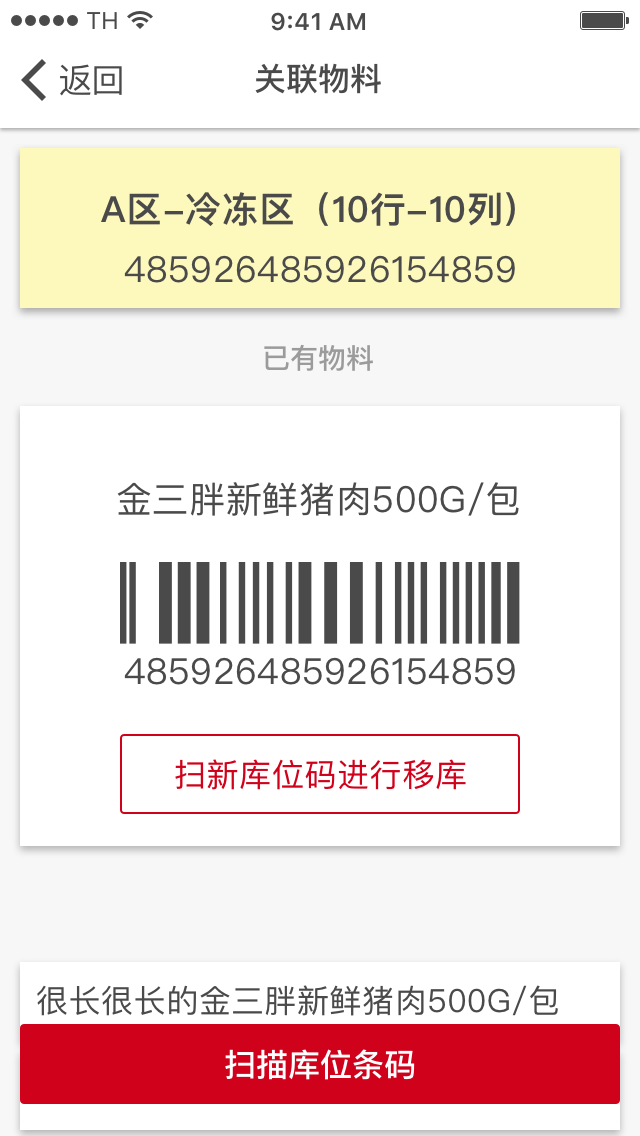 TH 9:41 AM
返回 关联物料
A区–冷冻区（10行–10列）
485926485926154859
已有物料
金三胖新鲜猪肉500G/包
485926485926154859
扫新库位码进行移库
很长很长的金三胖新鲜猪肉500G/包
扫描库位条码